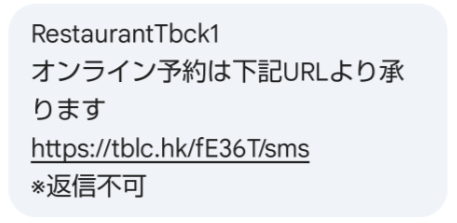 RestaurantTbck1
オンライン予約は下記URLより承
ります
https://tblc.hk/fE36T/sms
※返信不可